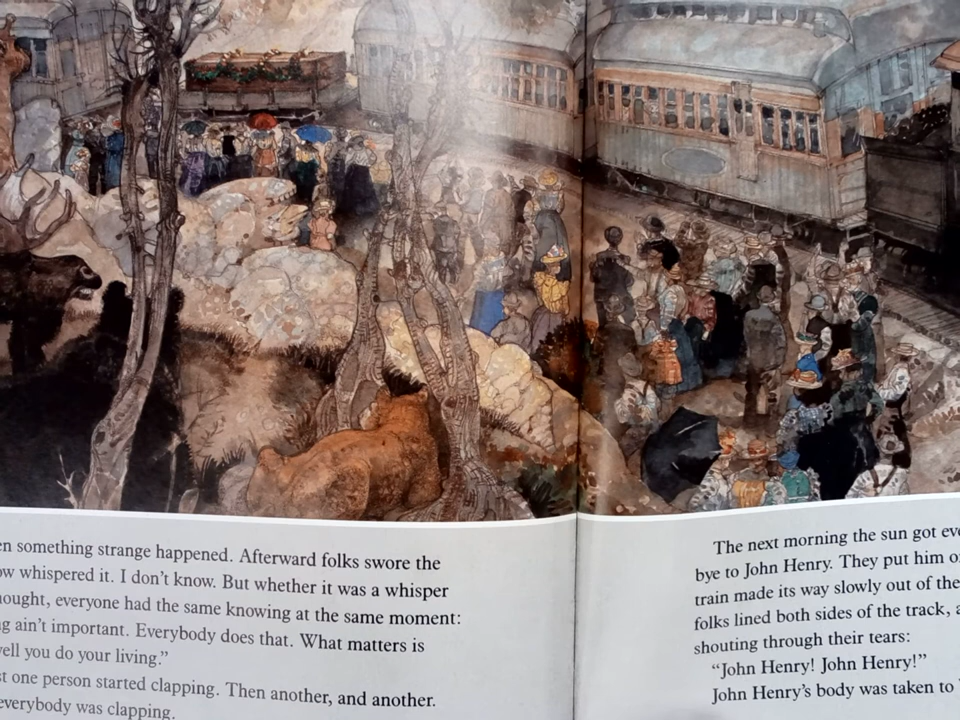 en something strange happened. Afterward folks swore the
ow whispered it. I don't know. But whether it was a whisper
hought, everyone had the same knowing at the same moment:
g ain't important. Everybody does that. What matters is
well you do your living."
st one person started clapping. Then another, and another.
everybody was clapping.
The next morning the sun got eve
bye to John Henry. They put him o
train made its way slowly out of the
folks lined both sides of the track, a
shouting through their tears:
"John Henry! John Henry!"
John Henry's body was taken to